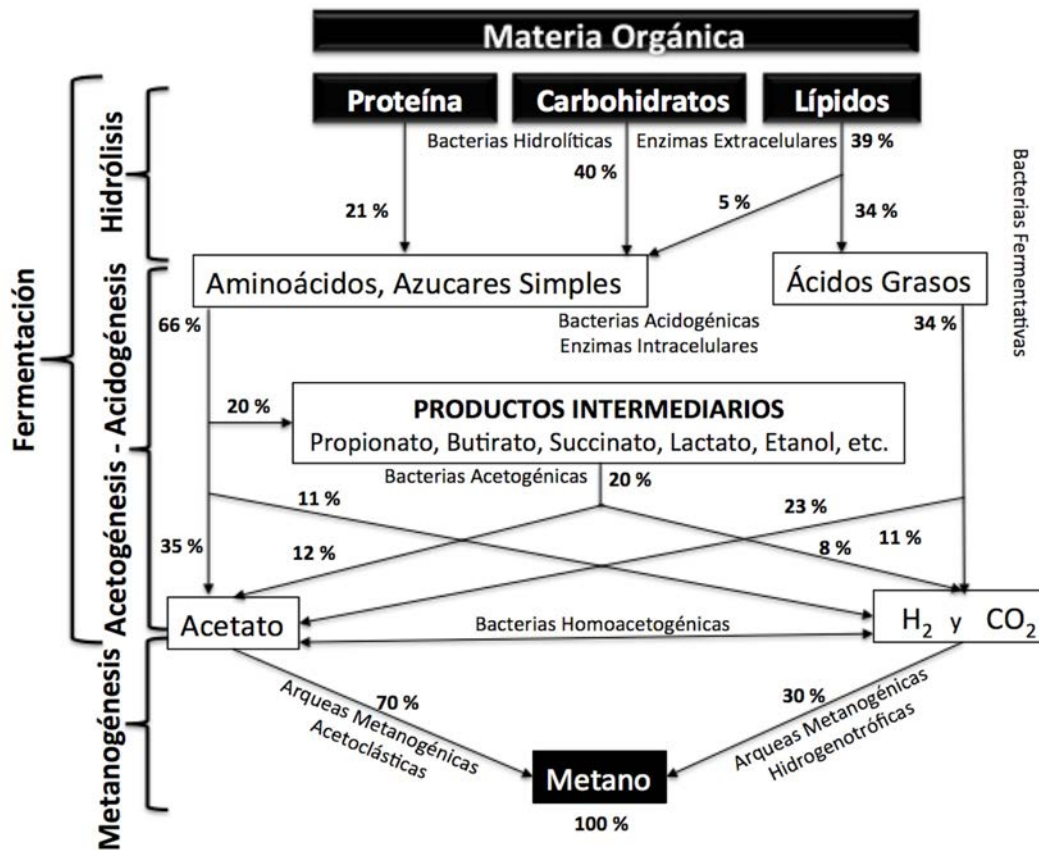 Materia Orgánica
Proteína
Carbohidratos
Lípidos
Bacterias Hidrolíticas
Enzimas Extracelulares
39 %
40 %
21 %
5 %
34 %
Hidrólisis
Bacterias Fermentativas
Aminoácidos, Azucares Simples
Ácidos Grasos
66 %
34 %
Bacterias Acidogénicas
Enzimas Intracelulares
Fermentación
Acetogénesis - Acidogénesis
20 %
PRODUCTOS INTERMEDIARIOS
Propionato, Butirato, Succinato, Lactato, Etanol, etc.
Bacterias Acetogénicas
20 %
11 %
23 %
35 %
12 %
8 %
11 %
Acetato
Bacterias Homoacetogénicas
H2 y CO2
Metanogénesis
70 %
30 %
Arqueas Metanogénicas
Acetoclásticas
Arqueas Metanogénicas
Hidrogenotróficas
Metano
100 %